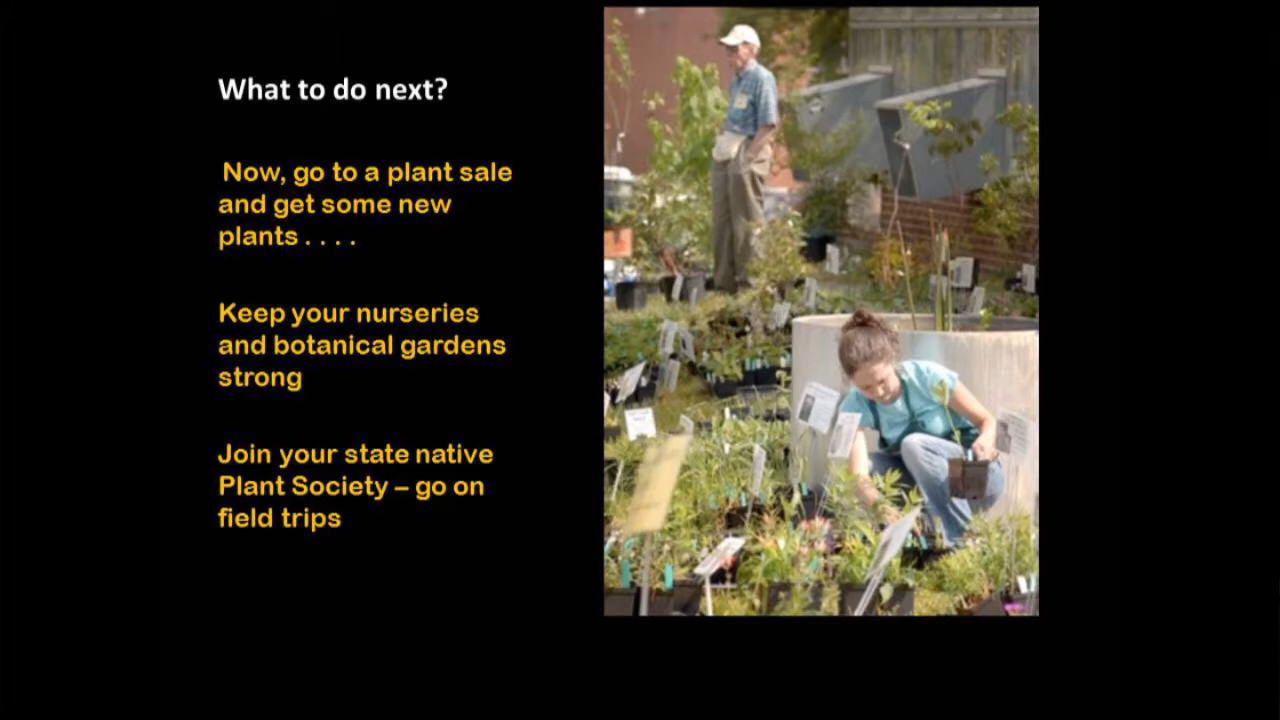 What to do next?
Now, go to a plant sale
and get some new
plants . . . .
Keep your nurseries
and botanical gardens
strong
Join your state native
Plant Society – go on
field trips